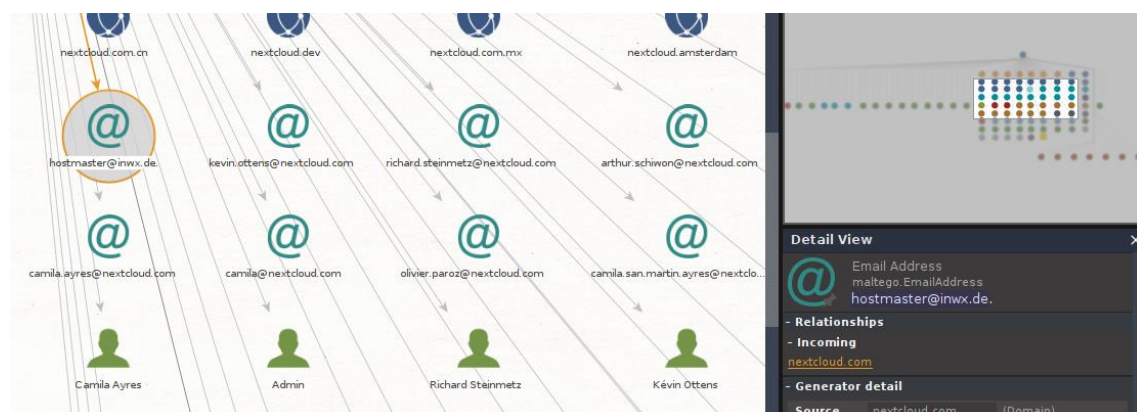 nextcloud.com.cn nextcloud.dev nextcloud.com.mx nextcloud.amsterdam
hostmaster@inwx.de. kevin.ottens@nextcloud.com richard.steinmetz@nextcloud.com arthur.schiwon@nextcloud.com
camila.ayres@nextcloud.com camila@nextcloud.com olivier.paroz@nextcloud.com camila.san.martin.ayres@nextclo...
Camila Ayres Admin Richard Steinmetz Kévin Ottens
Detail View
Email Address
maltego.EmailAddress
hostmaster@inwx.de.
- Relationships
- Incoming
nextcloud.com
- Generator detail
Source nextcloud.com (Domain)